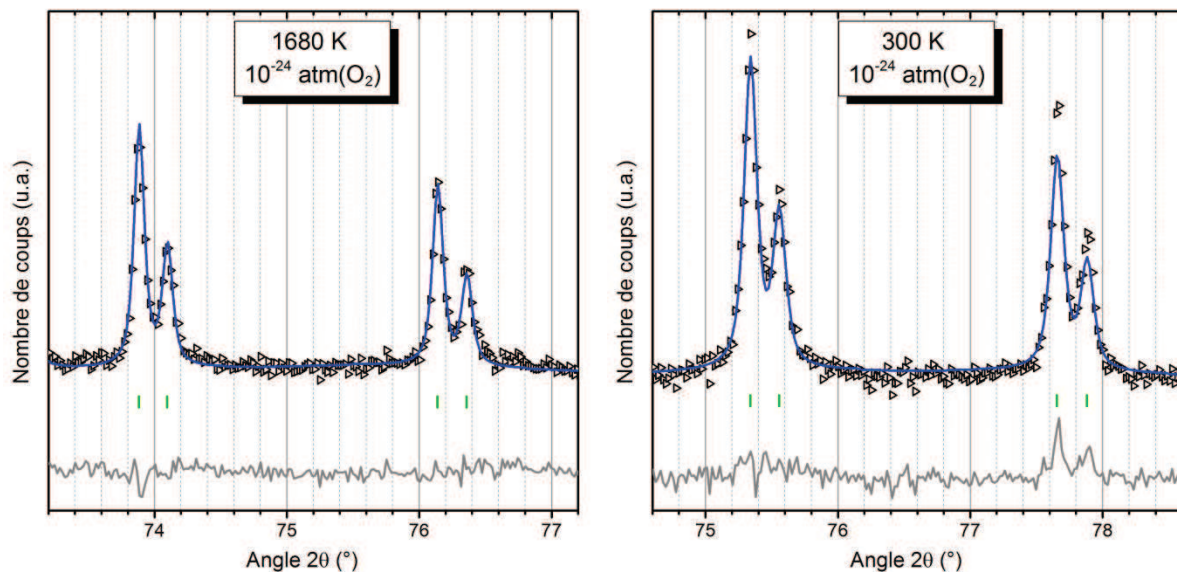 1680 K
10⁻²⁴ atm(O₂)
Nombre de coups (u.a.)
74 75 76 77
Angle 2θ (°)
300 K
10⁻²⁴ atm(O₂)
Nombre de coups (u.a.)
75 76 77 78
Angle 2θ (°)